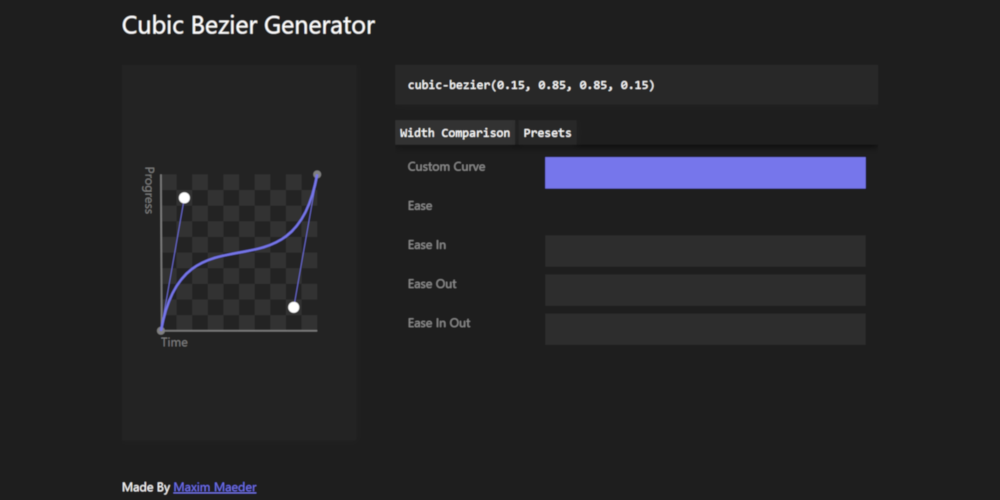 Cubic Bezier Generator
cubic-bezier(0.15, 0.85, 0.85, 0.15)
Width Comparison Presets
Custom Curve
Ease
Ease In
Ease Out
Ease In Out
Progress
Time
Made By Maxim Maeder